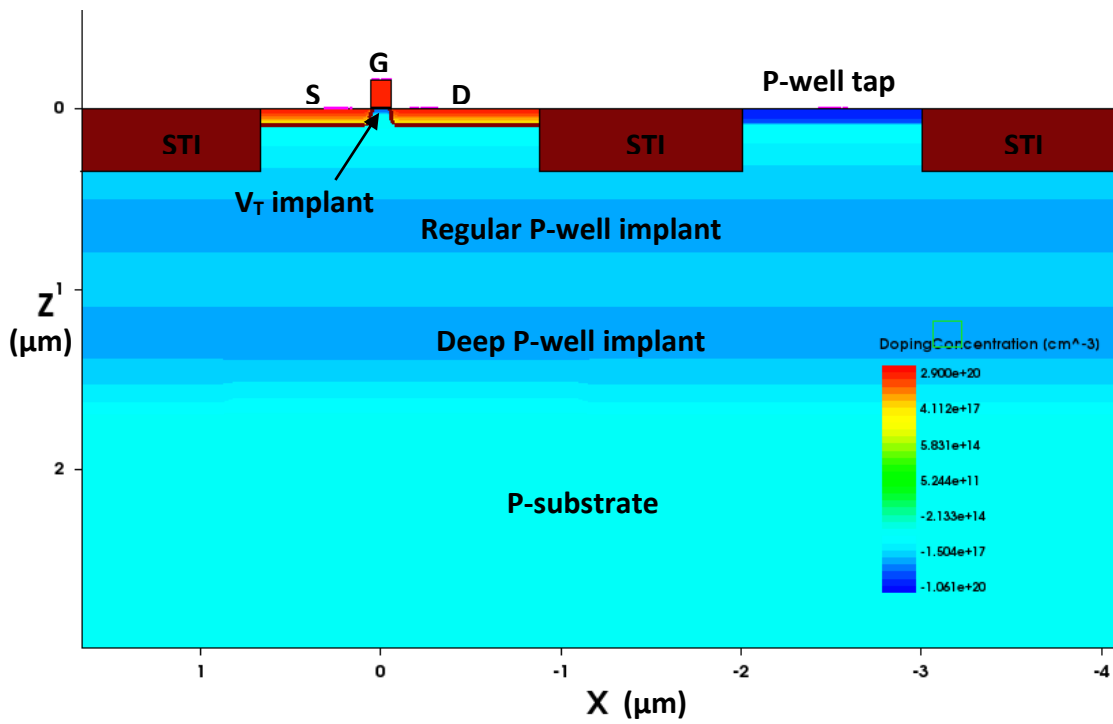 G
S
D
P-well tap
0
STI
STI
STI
VT implant
Regular P-well implant
Z
1
(μm)
Deep P-well implant
DopingConcentration (cm^-3)
2.900e+20
4.112e+17
5.831e+14
5.244e+11
-2.133e+14
-1.504e+17
-1.061e+20
2
P-substrate
1
0
-1
-2
-3
-4
X (μm)